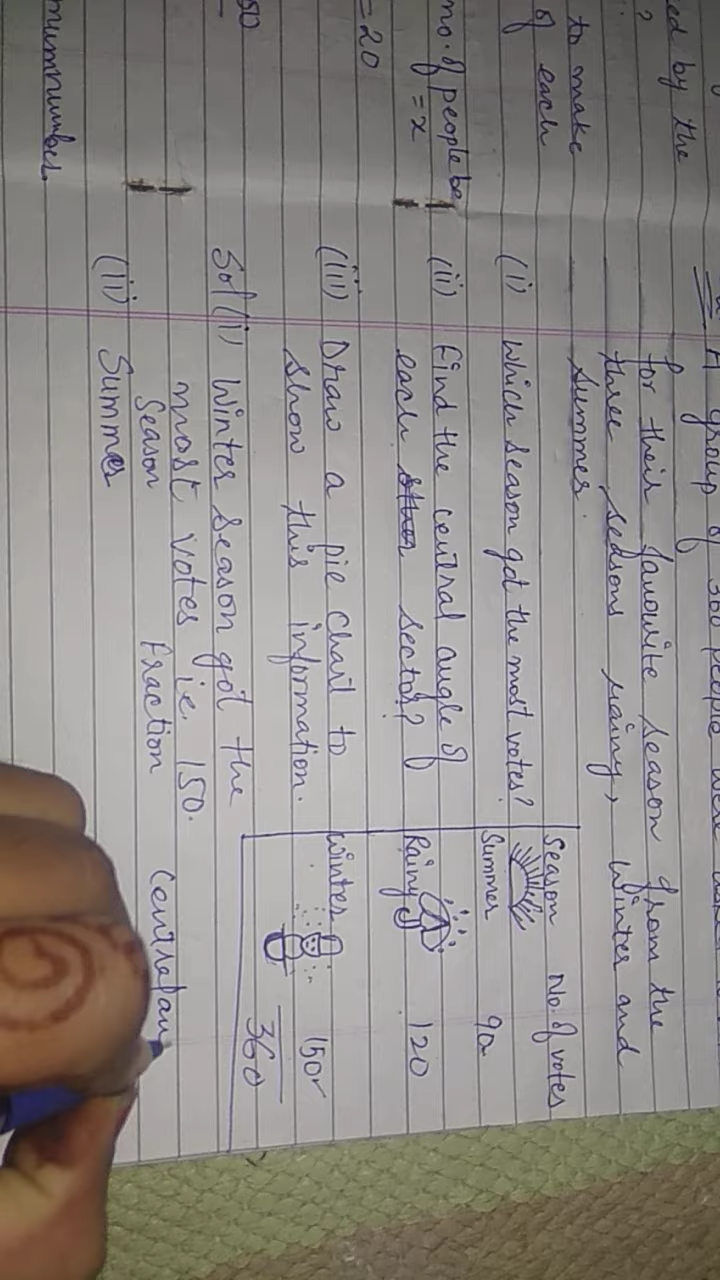 ed by the
?
to make
of each
no. of people be
= x
= 20
50
mumnumber.
A group of 360 people were
for their favouite season from the
three seasons rainy, winter and
summer.
(i) Which season got the most votes?
(ii) Find the central angle of
each sector?
(iii) Draw a pie chart to
show this information.
Season No. of votes
Summer 90
Rainy 120
Winter 150
360
Sol (i) Winter season got the
most votes i.e. 150.
Season Fraction Central an
(ii) Summer